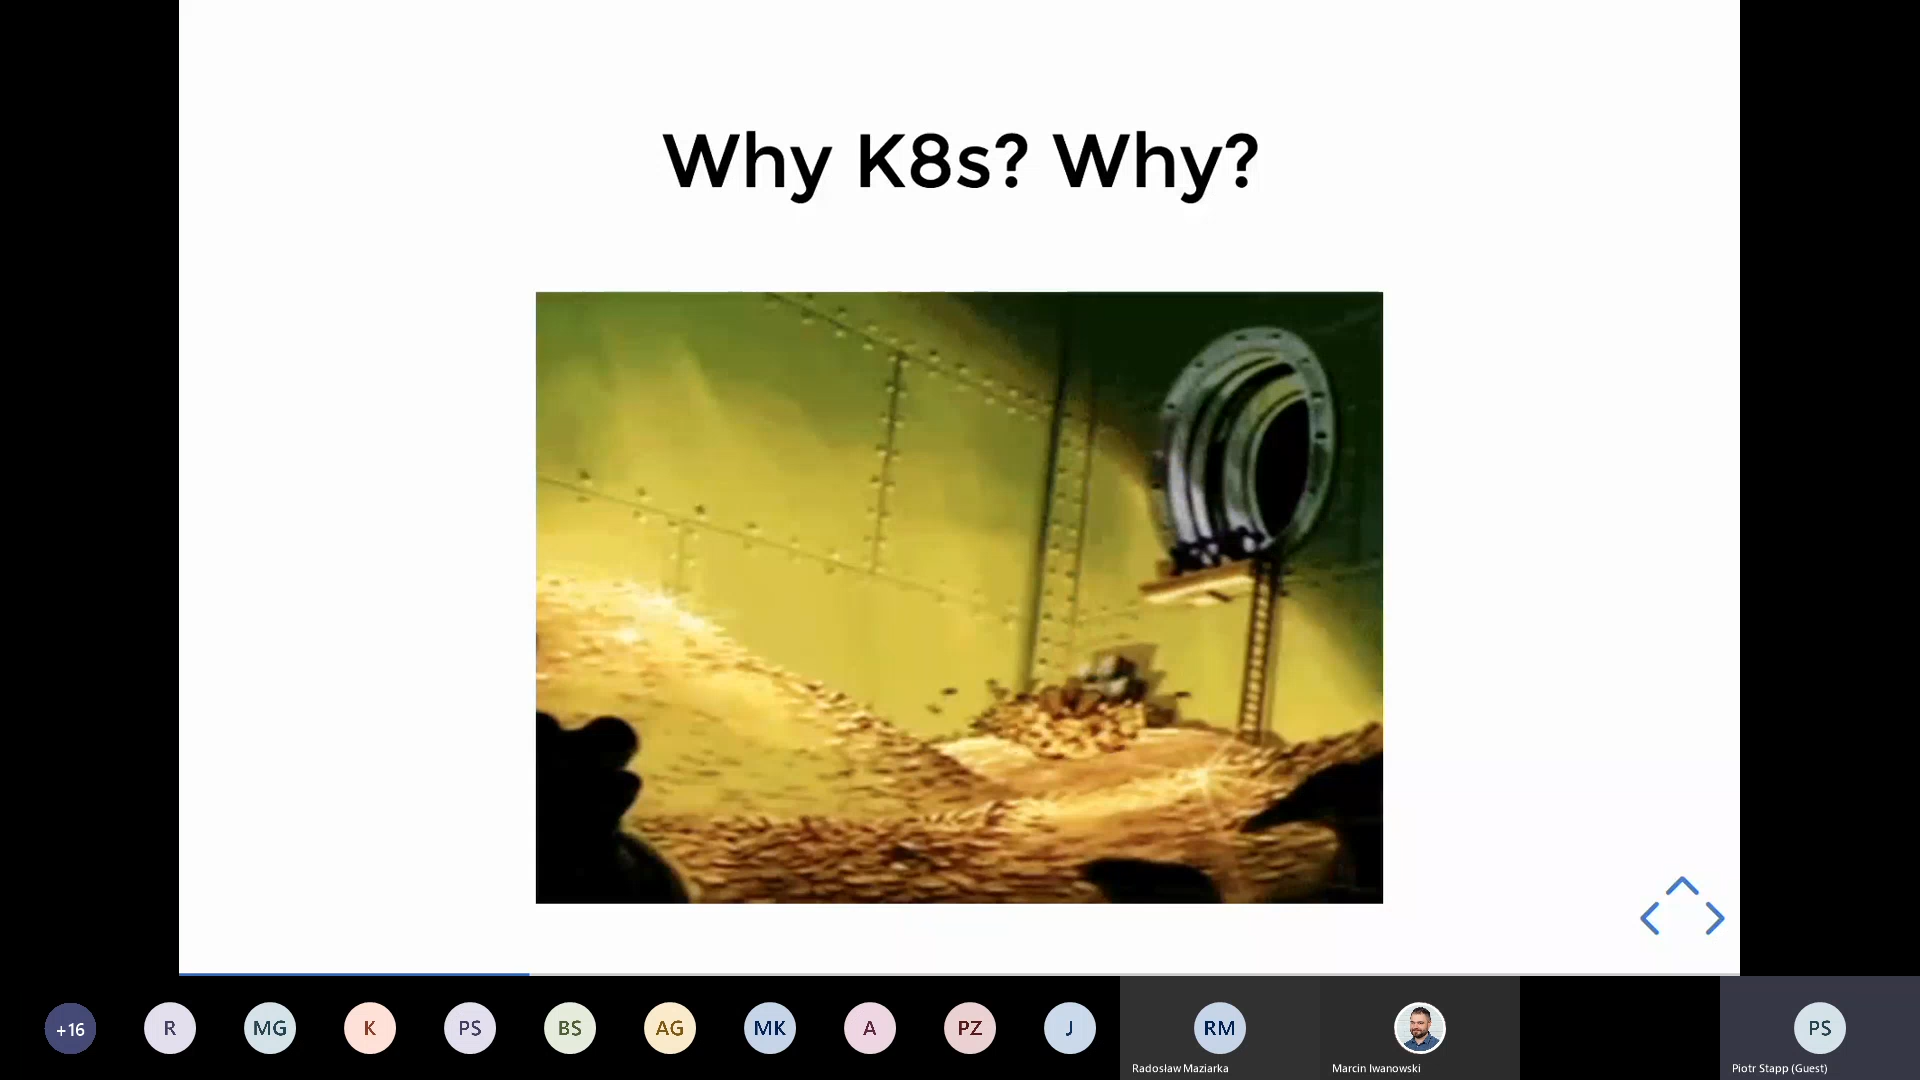 Why K8s? Why?
+16
R
MG
K
PS
BS
AG
MK
A
PZ
J
RM
Radosław Maziarka
Marcin Iwanowski
PS
Piotr Stapp (Guest)